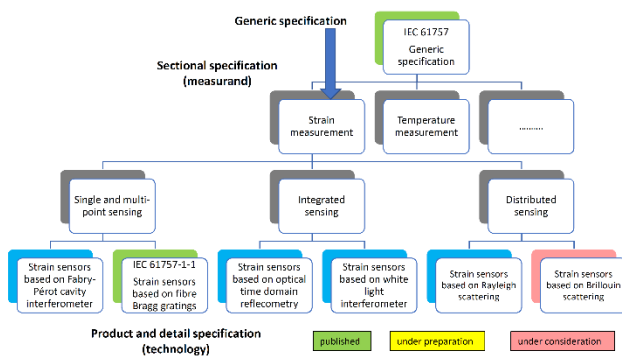 Generic specification
IEC 61757
Generic
specification
Sectional specification
(measurand)
Strain
measurement
Temperature
measurement
..........
Single and multi-
point sensing
Integrated
sensing
Distributed
sensing
Strain sensors
based on Fabry-
Pérot cavity
interferometer
IEC 61757-1-1
Strain sensors
based on fibre
Bragg gratings
Strain sensors
based on optical
time domain
reflecometry
Strain sensors
based on white
light
interferometer
Strain sensors
based on Rayleigh
scattering
Strain sensors
based on Brillouin
scattering
Product and detail specification
(technology)
published
under preparation
under consideration